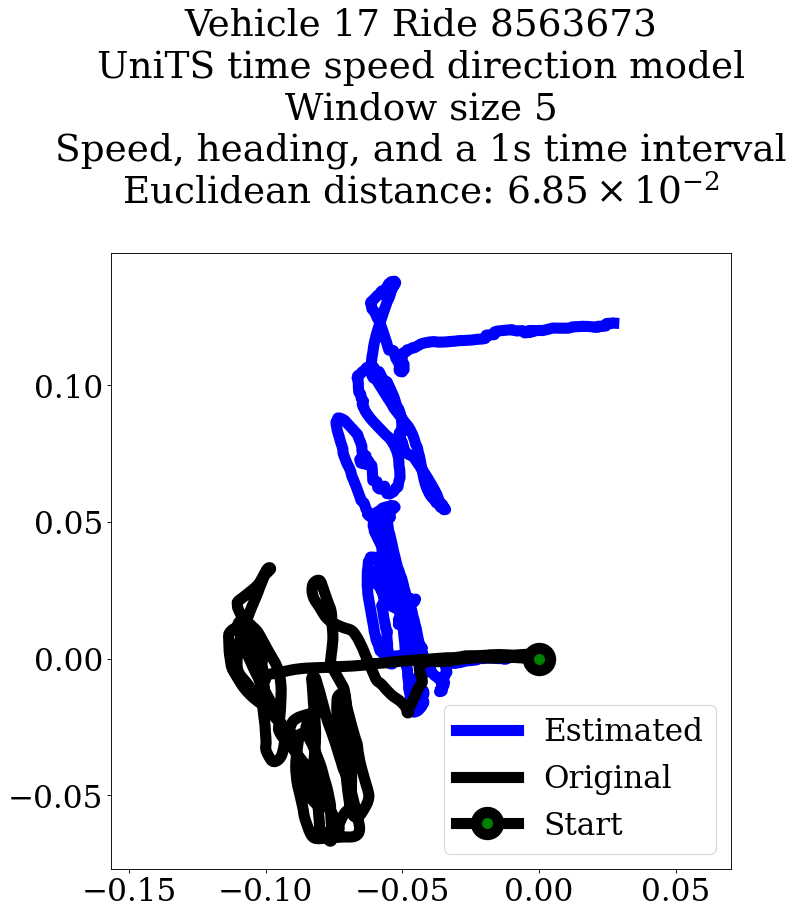 Vehicle 17 Ride 8563673
UniTS time speed direction model
Window size 5
Speed, heading, and a 1s time interval
Euclidean distance: 6.85 × 10⁻²
0.10
0.05
0.00
−0.05
Estimated
Original
Start
−0.15 −0.10 −0.05 0.00 0.05